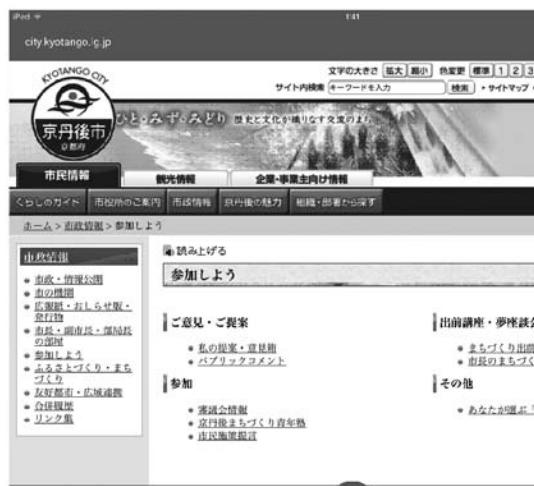 iPod
1:41
city.kyotango.lg.jp
KYOTANGO CITY
京丹後市
京都府
文字の大きさ 拡大 縮小 色変更 標準 1 2 3
サイト内検索 キーワードを入力 検索 サイトマップ
ひと・みず・みどり 歴史と文化が織りなす交流のまち
市民情報 観光情報 企業・事業主向け情報
くらしのガイド 市役所のご案内 市政情報 京丹後の魅力 組織・部署から探す
ホーム > 市政情報 > 参加しよう
市政情報
市政・情報公開
市の機関
広報紙・おしらせ版・
発行物
市長・副市長・部局長
の部屋
参加しよう
ふるさとづくり・まち
づくり
友好都市・広域連携
合併履歴
リンク集
読み上げる
参加しよう
ご意見・ご提案
私の提案・意見箱
パブリックコメント
参加
審議会情報
京丹後まちづくり青年塾
市民施策提言
出前講座・夢座談会
まちづくり出前
市長のまちづく
その他
あなたが選ぶ「